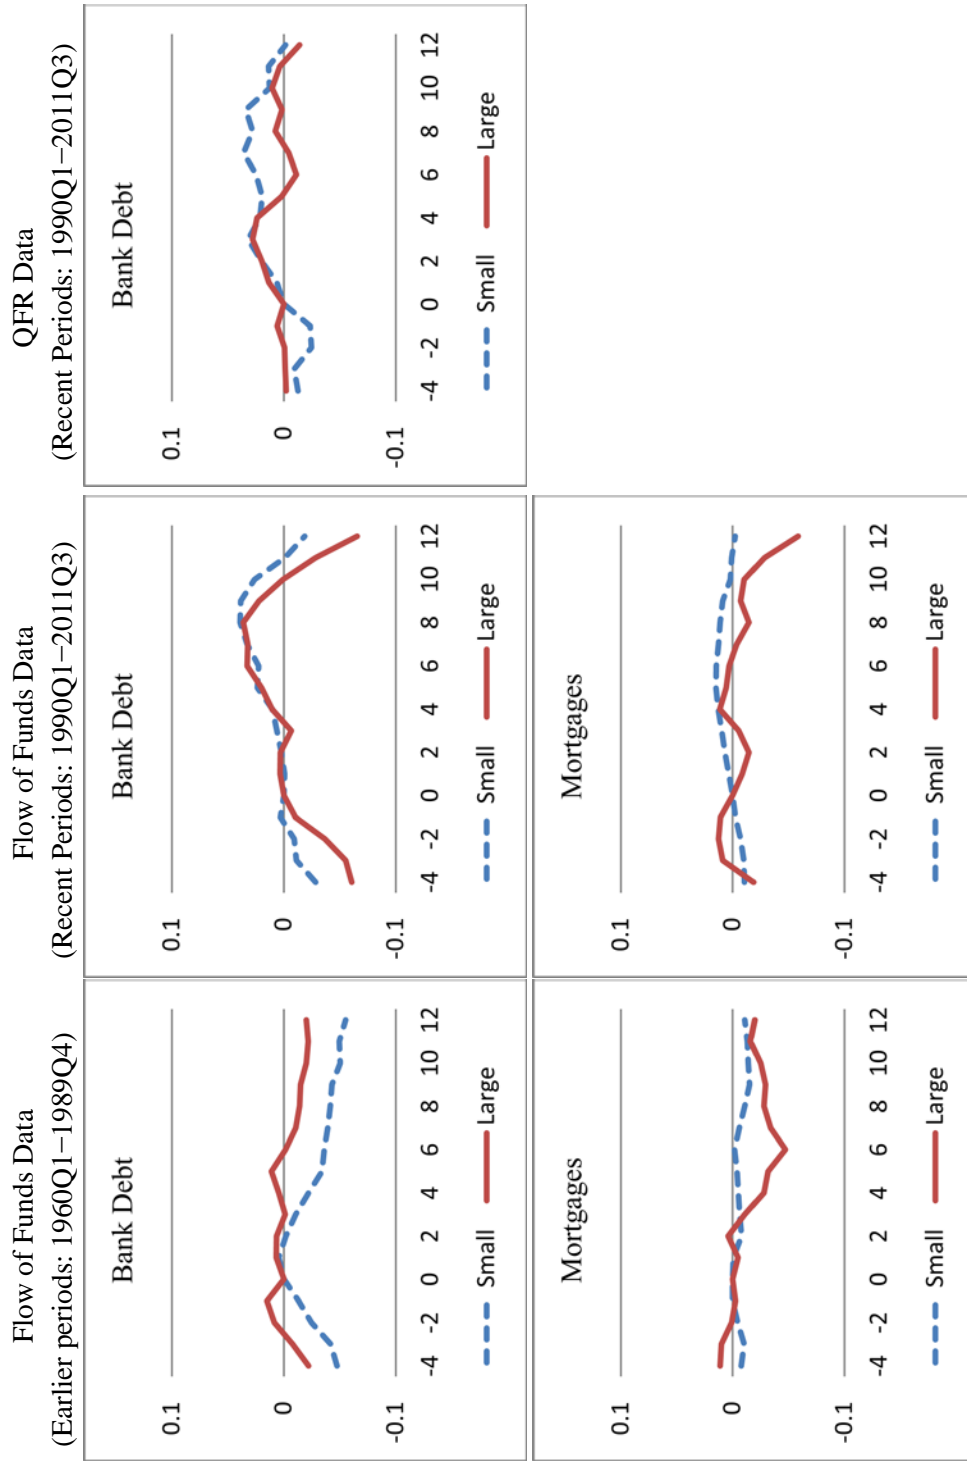 Flow of Funds Data
(Earlier periods: 1960Q1−1989Q4)
Bank Debt
0.1
0
-0.1
-4 -2 0 2 4 6 8 10 12
Small Large
Mortgages
0.1
0
-0.1
-4 -2 0 2 4 6 8 10 12
Small Large
Flow of Funds Data
(Recent Periods: 1990Q1−2011Q3)
Bank Debt
0.1
0
-0.1
-4 -2 0 2 4 6 8 10 12
Small Large
Mortgages
0.1
0
-0.1
-4 -2 0 2 4 6 8 10 12
Small Large
QFR Data
(Recent Periods: 1990Q1−2011Q3)
Bank Debt
0.1
0
-0.1
-4 -2 0 2 4 6 8 10 12
Small Large